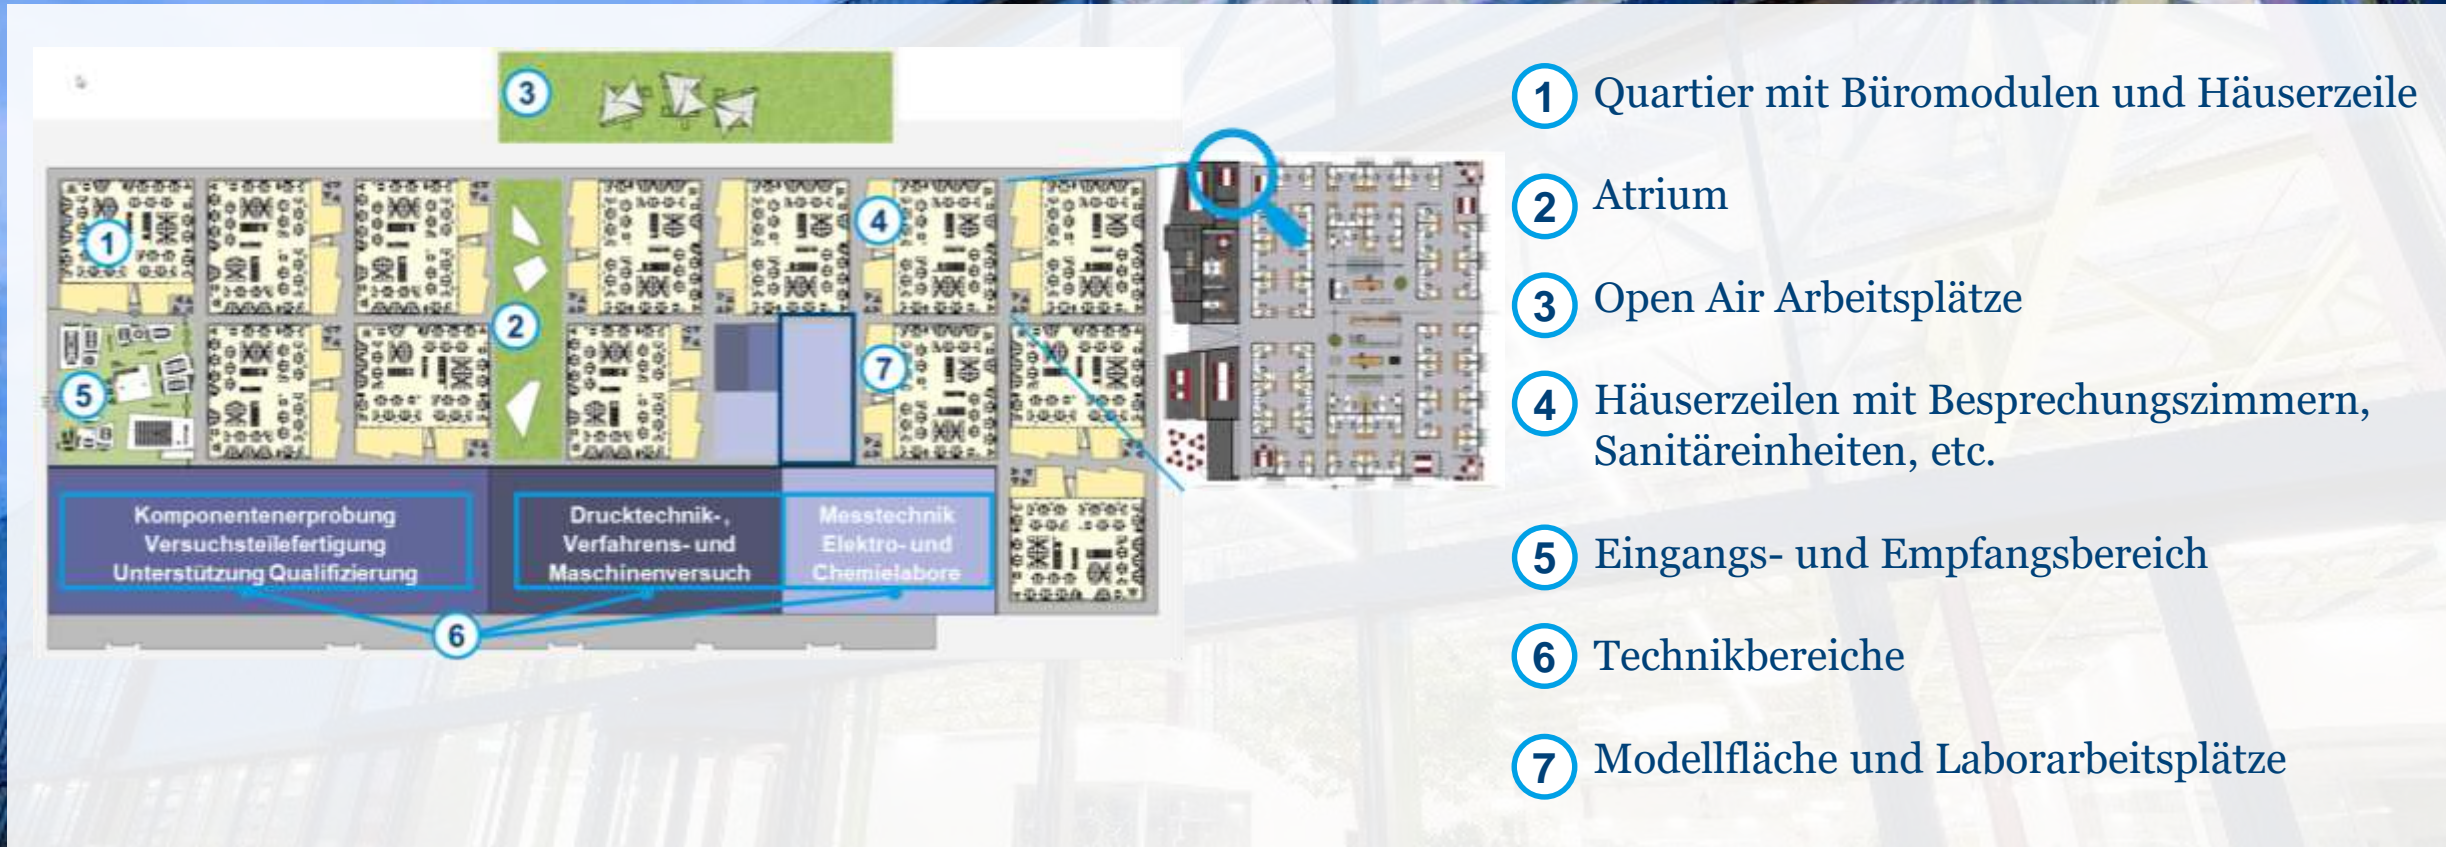 3
1
4
2
5
7
Komponentenerprobung
Versuchsteilefertigung
Unterstützung Qualifizierung
Drucktechnik-,
Verfahrens- und
Maschinenversuch
Messtechnik
Elektro- und
Chemielabore
6
1 Quartier mit Büromodulen und Häuserzeile
2 Atrium
3 Open Air Arbeitsplätze
4 Häuserzeilen mit Besprechungszimmern,
Sanitäreinheiten, etc.
5 Eingangs- und Empfangsbereich
6 Technikbereiche
7 Modellfläche und Laborarbeitsplätze